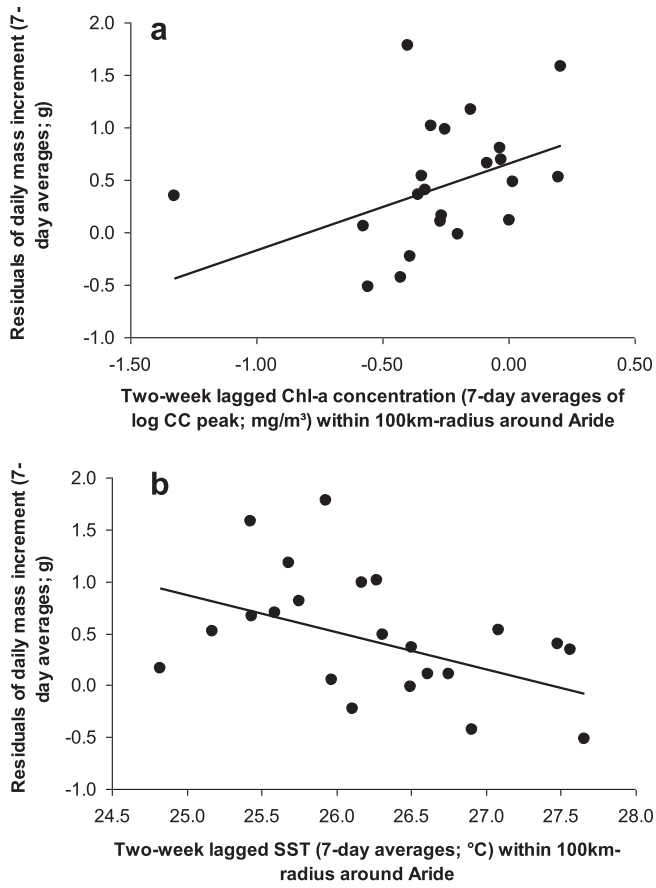 a
Residuals of daily mass increment (7-
day averages; g)
2.0
1.5
1.0
0.5
0.0
-0.5
-1.0
-1.50 -1.00 -0.50 0.00 0.50
Two-week lagged Chl-a concentration (7-day averages of
log CC peak; mg/m³) within 100km-radius around Aride
b
Residuals of daily mass increment (7-
day averages; g)
2.0
1.5
1.0
0.5
0.0
-0.5
-1.0
24.5 25.0 25.5 26.0 26.5 27.0 27.5 28.0
Two-week lagged SST (7-day averages; °C) within 100km-
radius around Aride